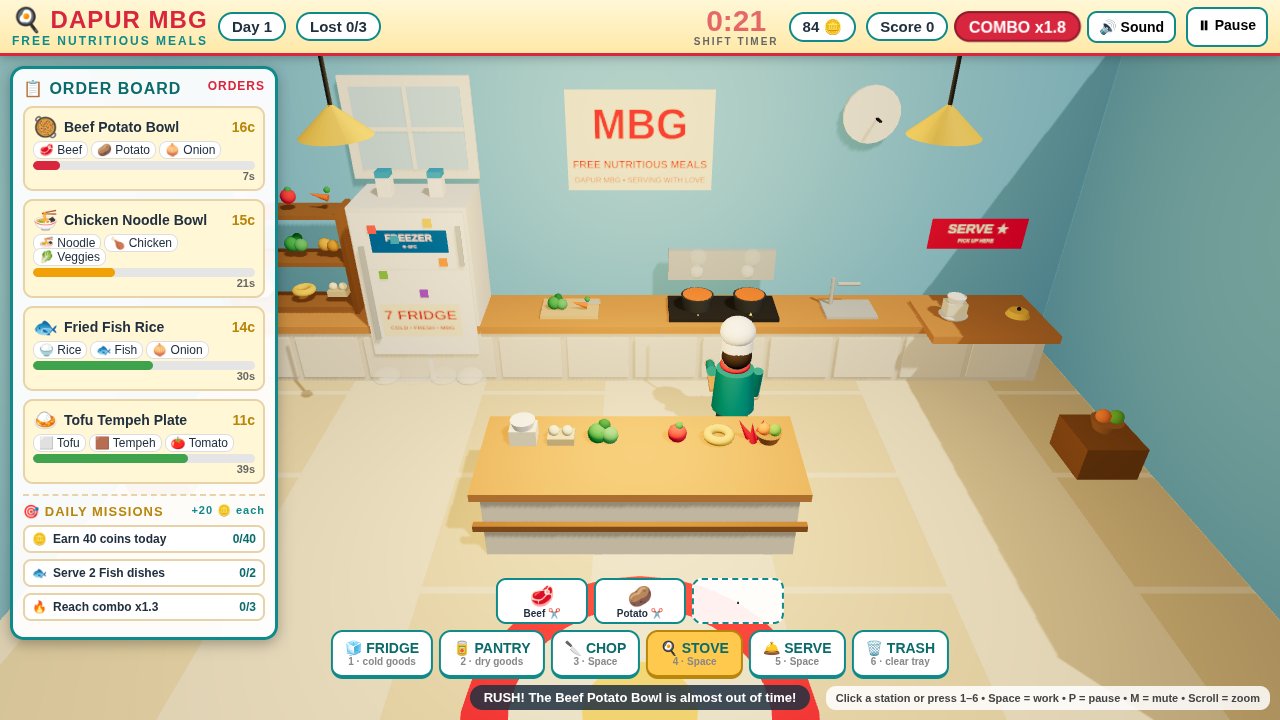 DAPUR MBG
FREE NUTRITIOUS MEALS
Day 1
Lost 0/3
0:21
SHIFT TIMER
84
Score 0
COMBO x1.8
Sound
Pause
ORDER BOARD
ORDERS
Beef Potato Bowl
16c
Beef
Potato
Onion
7s
Chicken Noodle Bowl
15c
Noodle
Chicken
Veggies
21s
Fried Fish Rice
14c
Rice
Fish
Onion
30s
Tofu Tempeh Plate
11c
Tofu
Tempeh
Tomato
39s
DAILY MISSIONS
+20 each
Earn 40 coins today
0/40
Serve 2 Fish dishes
0/2
Reach combo x1.3
0/3
MBG
FREE NUTRITIOUS MEALS
DAPUR MBG • SERVING WITH LOVE
FREEZER
7 FRIDGE
COLD • FRESH • MBG
SERVE ★
PICK UP HERE
Beef
Potato
FRIDGE
1 · cold goods
PANTRY
2 · dry goods
CHOP
3 · Space
STOVE
4 · Space
SERVE
5 · Space
TRASH
6 · clear tray
RUSH! The Beef Potato Bowl is almost out of time!
Click a station or press 1–6 • Space = work • P = pause • M = mute • Scroll = zoom